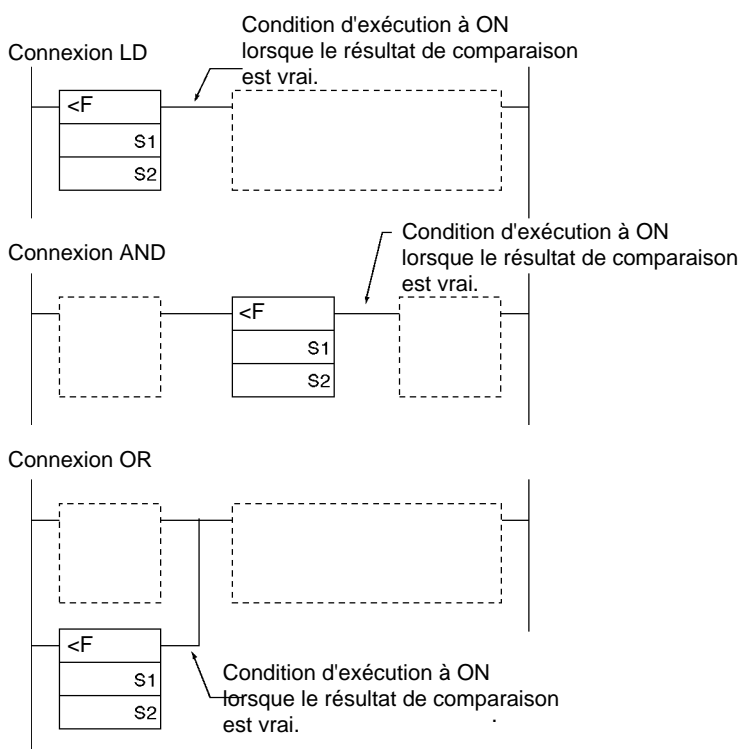 Condition d'exécution à ON
lorsque le résultat de comparaison
est vrai.
Connexion LD
<F
S1
S2
Condition d'exécution à ON
lorsque le résultat de comparaison
est vrai.
Connexion AND
<F
S1
S2
Connexion OR
<F
S1
S2
Condition d'exécution à ON
lorsque le résultat de comparaison
est vrai.